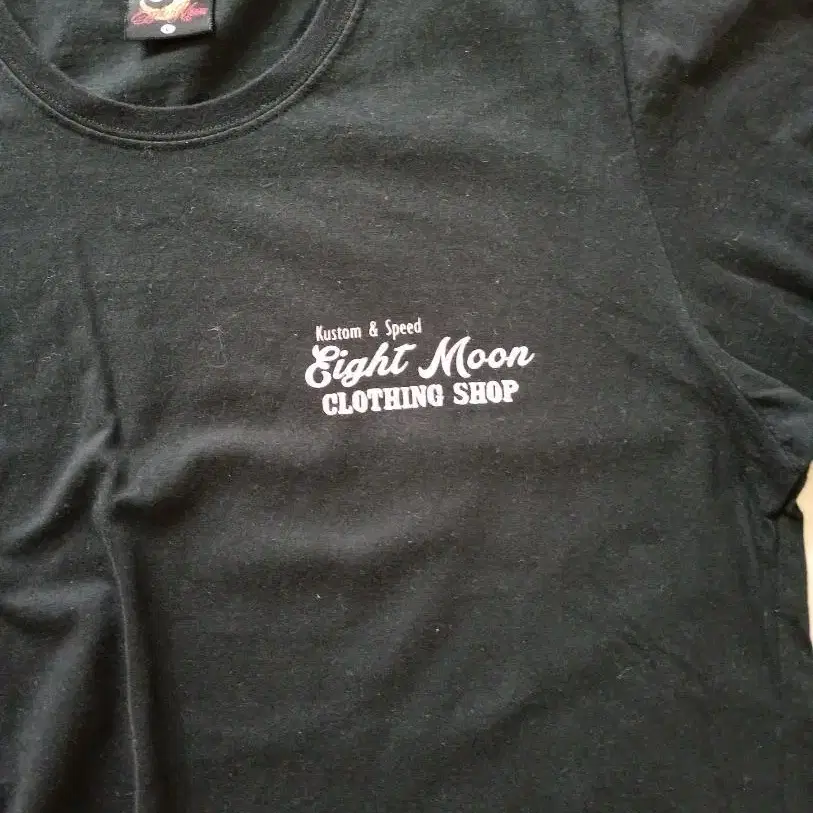 Kustom & Speed
Eight Moon
CLOTHING SHOP